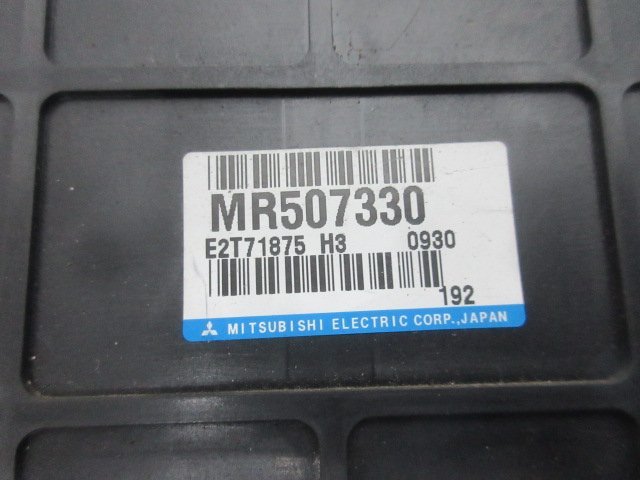 MR507330
E2T71875 H3 0930
192
MITSUBISHI ELECTRIC CORP.,JAPAN